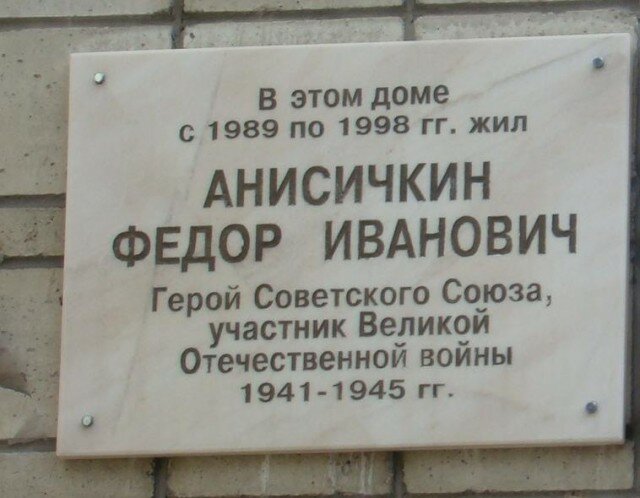 В этом доме
с 1989 по 1998 гг. жил
АНИСИЧКИН
ФЕДОР ИВАНОВИЧ
Герой Советского Союза,
участник Великой
Отечественной войны
1941-1945 гг.